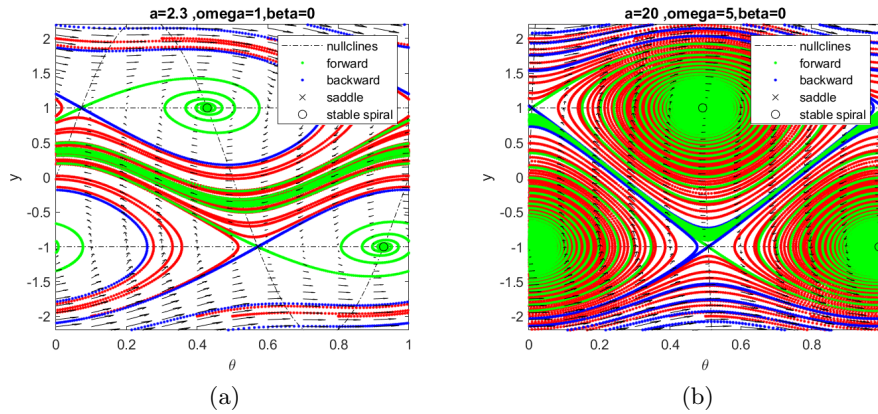 a=2.3 ,omega=1,beta=0
2
1.5
1
0.5
0
-0.5
-1
-1.5
-2
y
nullclines
forward
backward
saddle
stable spiral
0
0.2
0.4
0.6
0.8
1
θ
(a)
a=20 ,omega=5,beta=0
2
1.5
1
0.5
0
-0.5
-1
-1.5
-2
y
nullclines
forward
backward
saddle
stable spiral
0
0.2
0.4
0.6
0.8
θ
(b)